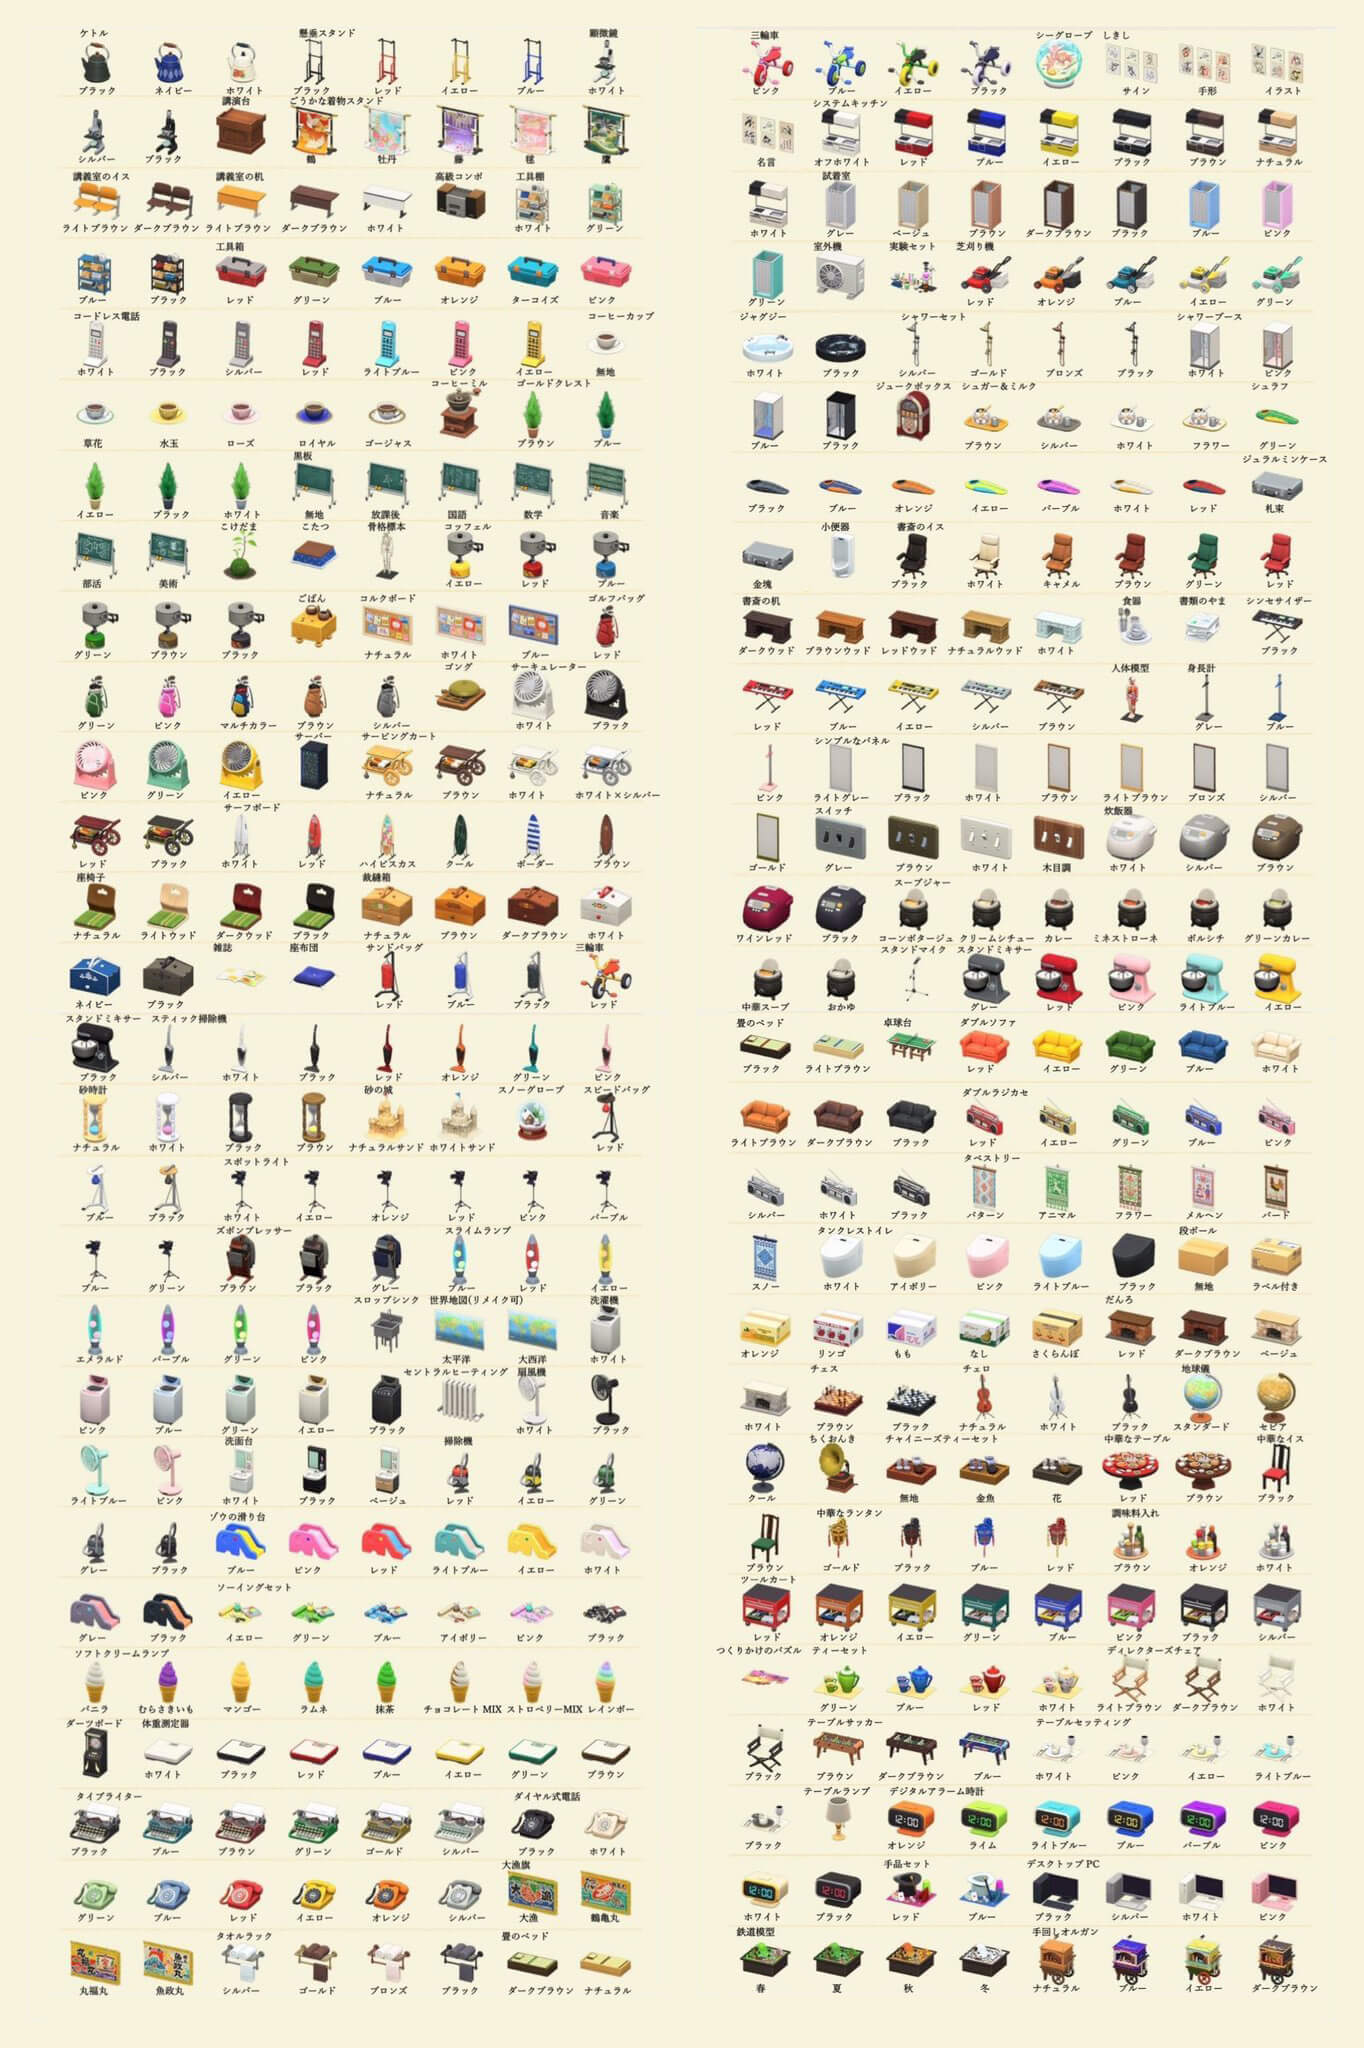 ケトル 懸垂スタンド 顕微鏡
ブラック ネイビー ホワイト ブラック レッド イエロー ブルー ホワイト
講演台 ごうかな着物スタンド
シルバー ブラック 鶴 牡丹 藤 毬 鷹
講義室のイス 講義室の机 高級コンポ 工具棚
ライトブラウン ダークブラウン ライトブラウン ダークブラウン ホワイト ホワイト グリーン
工具箱
ブルー ブラック レッド グリーン ブルー オレンジ ターコイズ ピンク
コードレス電話 コーヒーカップ
ホワイト ブラック シルバー レッド ライトブルー ピンク イエロー 無地
コーヒーミル ゴールドクレスト
草花 水玉 ローズ ロイヤル ゴージャス ブラウン ブルー
黒板
イエロー ブラック ホワイト 無地 放課後 国語 数学 音楽
こけだま こたつ 骨格標本 コッフェル
部活 美術 イエロー レッド ブルー
ごばん コルクボード ゴルフバッグ
グリーン ブラウン ブラック ナチュラル ホワイト ブルー レッド
ゴング サーキュレーター
グリーン ピンク マルチカラー ブラウン シルバー ホワイト ブラック
サーバー サービングカート
ピンク グリーン イエロー ナチュラル ブラウン ホワイト ホワイト×シルバー
サーフボード
レッド ブラック ホワイト レッド ハイビスカス クール ボーダー ブラウン
座椅子 裁縫箱
ナチュラル ライトウッド ダークウッド ブラック ナチュラル ブラウン ダークブラウン ホワイト
雑誌 座布団 サンドバッグ 三輪車
ネイビー ブラック レッド ブルー ブラック レッド
スタンドミキサー スティック掃除機
ブラック シルバー ホワイト ブラック レッド オレンジ グリーン ピンク
砂時計 砂の城 スノーグローブ スピードバッグ
ナチュラル ホワイト ブラック ブラウン ナチュラルサンド ホワイトサンド レッド
スポットライト
ブルー ブラック ホワイト イエロー オレンジ レッド ピンク パープル
ズボンプレッサー スライムランプ
ブルー グリーン ブラウン ブラック グレー ブルー レッド イエロー
スロップシンク 世界地図(リメイク可) 洗濯機
エメラルド パープル グリーン ピンク 太平洋 大西洋 ホワイト
セントラルヒーティング 扇風機
ピンク ブルー グリーン イエロー ブラック ホワイト ブラック
洗面台 掃除機
ライトブルー ピンク ホワイト ブラック ベージュ レッド イエロー グリーン
ゾウの滑り台
グレー ブラック ブルー ピンク レッド ライトブルー イエロー ホワイト
ソーイングセット
グレー ブラック イエロー グリーン ブルー アイボリー ピンク ブラック
ソフトクリームランプ
バニラ むらさきいも マンゴー ラムネ 抹茶 チョコレート MIX ストロベリーMIX レインボー
ダーツボード 体重測定器
ホワイト ブラック レッド ブルー イエロー グリーン ブラウン
タイプライター ダイヤル式電話
ブラック ブルー ブラウン グリーン ゴールド シルバー ブラック ホワイト
大漁旗
グリーン ブルー レッド イエロー オレンジ シルバー 大漁 鶴亀丸
タオルラック 畳のベッド
丸福丸 魚政丸 シルバー ゴールド ブロンズ ブラック ダークブラウン ナチュラル
三輪車 シーグローブ しきし
ピンク ブルー イエロー ブラック サイン 手形 イラスト
システムキッチン
名言 オフホワイト レッド ブルー イエロー ブラック ブラウン ナチュラル
試着室
ホワイト グレー ベージュ ブラウン ダークブラウン ブラック ブルー ピンク
室外機 実験セット 芝刈り機
グリーン レッド オレンジ ブルー イエロー グリーン
ジャグジー シャワーセット シャワーブース
ホワイト ブラック シルバー ゴールド ブロンズ ブラック ホワイト ピンク
ジュークボックス シュガー＆ミルク シュラフ
ブルー ブラック ブラウン シルバー ホワイト フラワー グリーン
ジュラルミンケース
ブラック ブルー オレンジ イエロー パープル ホワイト レッド 札束
小便器 書斎のイス
金塊 ブラック ホワイト キャメル ブラウン グリーン レッド
書斎の机 食器 書類のやま シンセサイザー
ダークウッド ブラウンウッド レッドウッド ナチュラルウッド ホワイト ブラック
人体模型 身長計
レッド ブルー イエロー シルバー ブラウン グレー ブルー
シンプルなパネル
ピンク ライトグレー ブラック ホワイト ブラウン ライトブラウン ブロンズ シルバー
スイッチ 炊飯器
ゴールド グレー ブラウン ホワイト 木目調 ホワイト シルバー ブラウン
スープジャー
ワインレッド ブラック コーンポタージュ クリームシチュー カレー ミネストローネ ボルシチ グリーンカレー
スタンドマイク スタンドミキサー
中華スープ おかゆ グレー レッド ピンク ライトブルー イエロー
畳のベッド 卓球台 ダブルソファ
ブラック ライトブラウン レッド イエロー グリーン ブルー ホワイト
ダブルラジカセ
ライトブラウン ダークブラウン ブラック レッド イエロー グリーン ブルー ピンク
タペストリー
シルバー ホワイト ブラック パターン アニマル フラワー メルヘン バード
タンクレストイレ 段ボール
スノー ホワイト アイボリー ピンク ライトブルー ブラック 無地 ラベル付き
だんろ
オレンジ リンゴ もも なし さくらんぼ レッド ダークブラウン ベージュ
チェス チェロ 地球儀
ホワイト ブラウン ブラック ナチュラル ホワイト ブラック スタンダード セピア
ちくおんき チャイニーズティーセット 中華なテーブル 中華なイス
クール 無地 金魚 花 レッド ブラウン ブラック
中華なランタン 調味料入れ
ブラウン ゴールド ブラック ブルー レッド ブラウン オレンジ ホワイト
ツールカート
レッド オレンジ イエロー グリーン ブルー ピンク ブラック シルバー
つくりかけのパズル ティーセット ディレクターズチェア
グリーン ブルー レッド ホワイト ライトブラウン ダークブラウン ホワイト
テーブルサッカー テーブルセッティング
ブラック ブラウン ダークブラウン ブルー ホワイト ピンク イエロー ライトブルー
テーブルランプ デジタルアラーム時計
ブラック オレンジ ライム ライトブルー ブルー パープル ピンク
手品セット デスクトップ PC
ホワイト ブラック レッド ブルー ブラック シルバー ホワイト ピンク
鉄道模型 手回しオルガン
春 夏 秋 冬 ナチュラル ブルー イエロー ダークブラウン